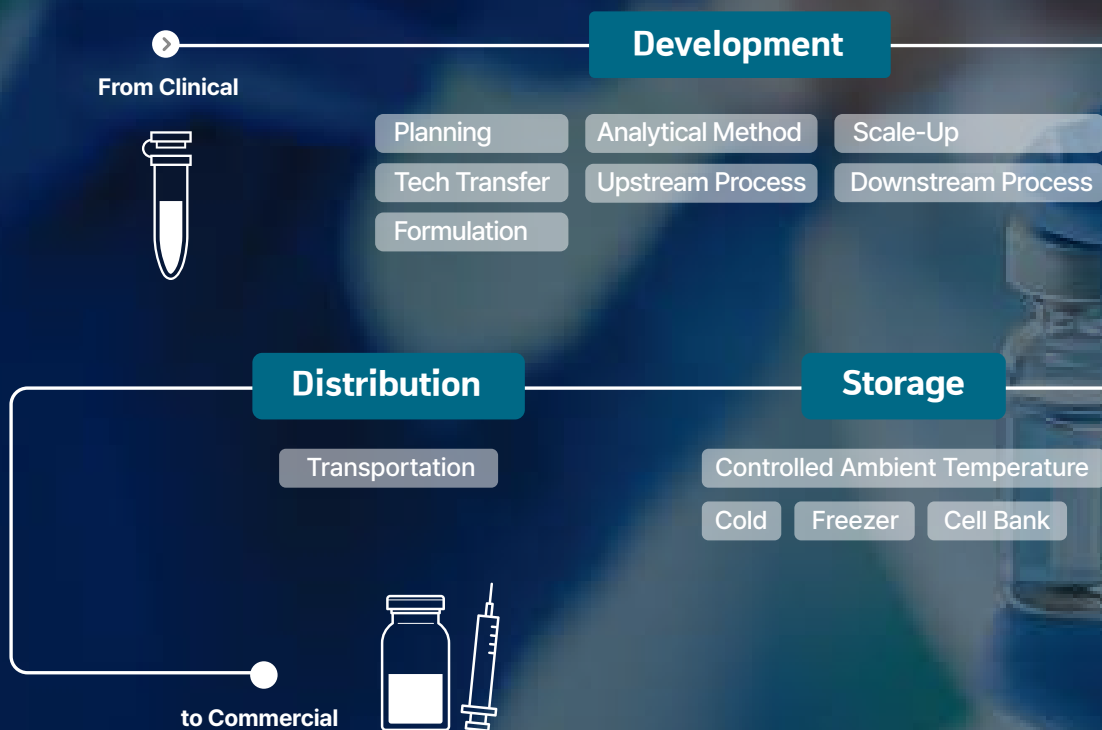 Development
From Clinical
Planning
Analytical Method
Scale-Up
Tech Transfer
Upstream Process
Downstream Process
Formulation
Distribution
Storage
Transportation
Controlled Ambient Temperature
Cold
Freezer
Cell Bank
to Commercial